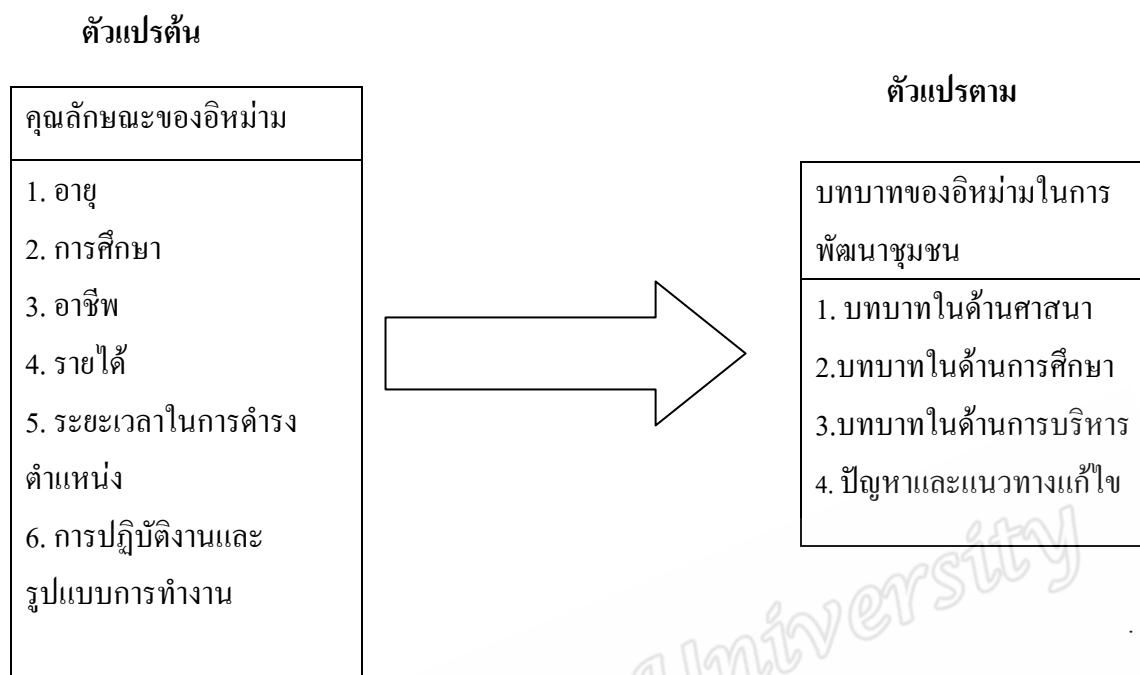 ตัวแปรต้น
คุณลักษณะของอิหม่าม
1. อายุ
2. การศึกษา
3. อาชีพ
4. รายได้
5. ระยะเวลาในการดำรง
ตำแหน่ง
6. การปฏิบัติงานและ
รูปแบบการทำงาน
ตัวแปรตาม
บทบาทของอิหม่ามในการ
พัฒนาชุมชน
1. บทบาทในด้านศาสนา
2.บทบาทในด้านการศึกษา
3.บทบาทในด้านการบริหาร
4. ปัญหาและแนวทางแก้ไข
University
.